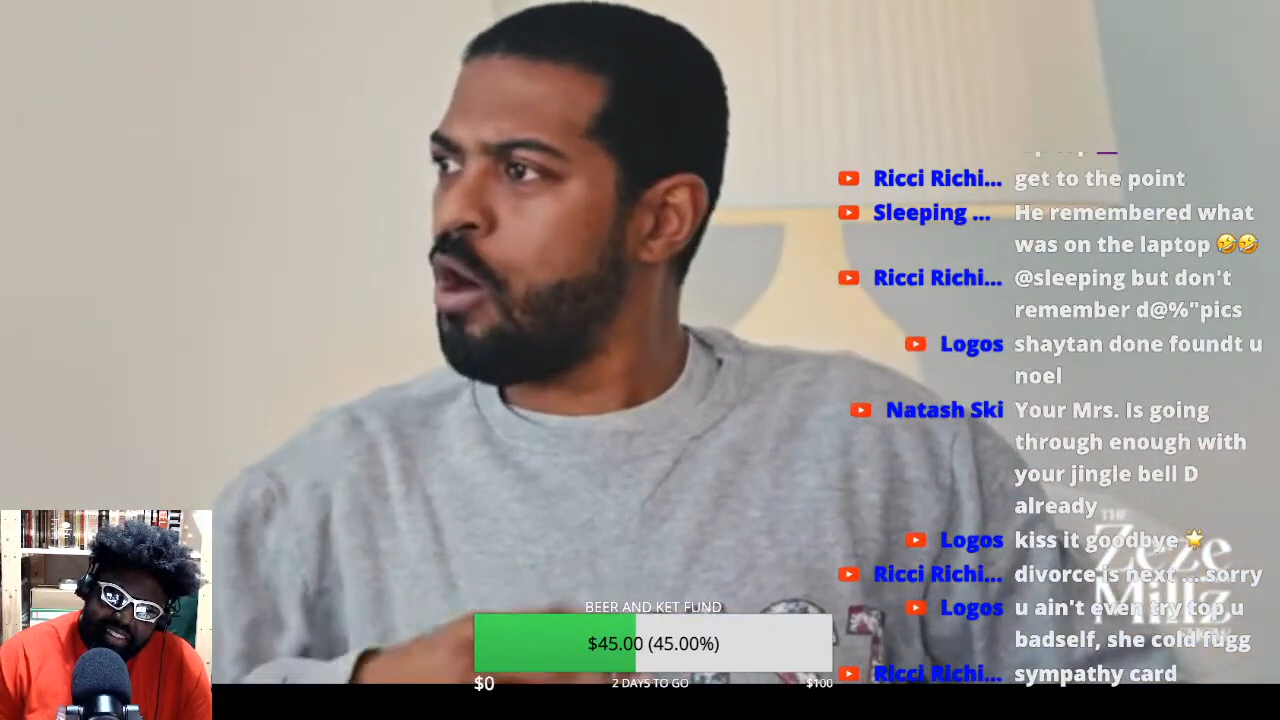 Ricci Richi... get to the point
Sleeping ... He remembered what
was on the laptop 🤣🤣
Ricci Richi... @sleeping but don't
remember d@%"pics
Logos shaytan done foundt u
noel
Natash Ski Your Mrs. Is going
through enough with
your jingle bell D
already
Logos kiss it goodbye 🌟
Ricci Richi... divorce is next ... sorry
Logos u ain't even try top u
badself, she cold fugg
Ricci Richi... sympathy card
THE
ZeZe
Millz
BEER AND KET FUND
$45.00 (45.00%)
$0 2 DAYS TO GO $100